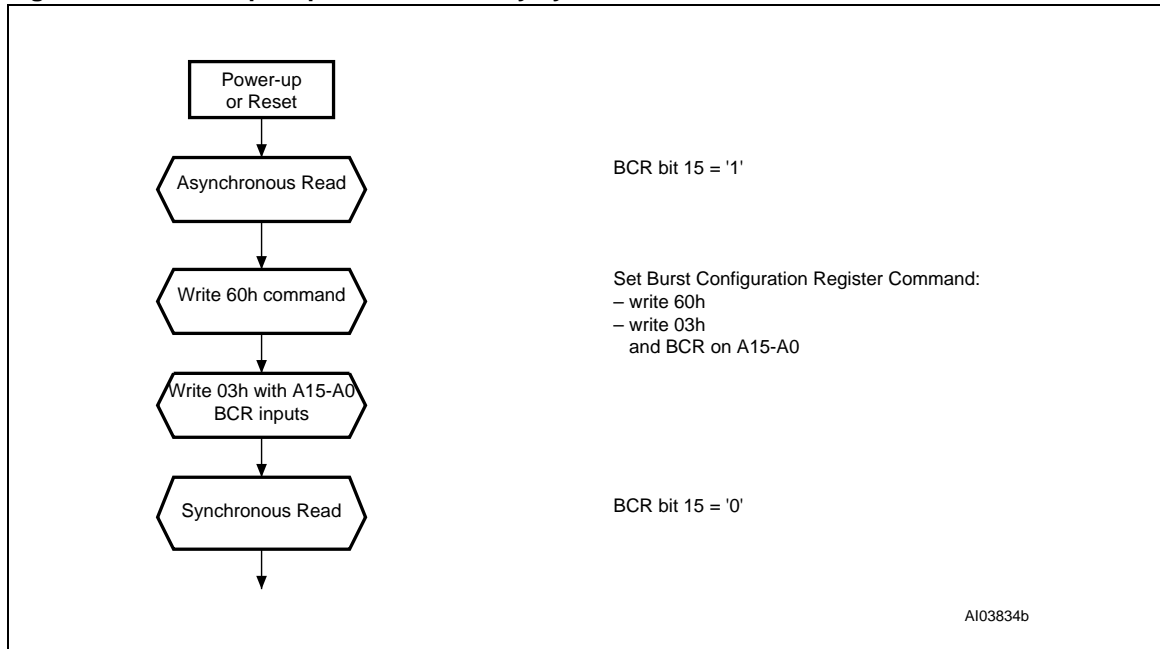 Power-up
or Reset
Asynchronous Read
BCR bit 15 = '1'
Write 60h command
Set Burst Configuration Register Command:
– write 60h
– write 03h
and BCR on A15-A0
Write 03h with A15-A0
BCR inputs
Synchronous Read
BCR bit 15 = '0'
AI03834b